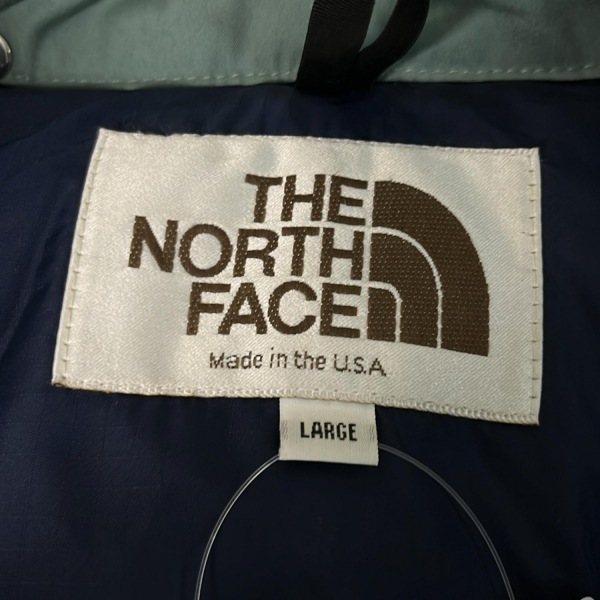 THE
NORTH
FACE
Made in the U.S.A.
LARGE